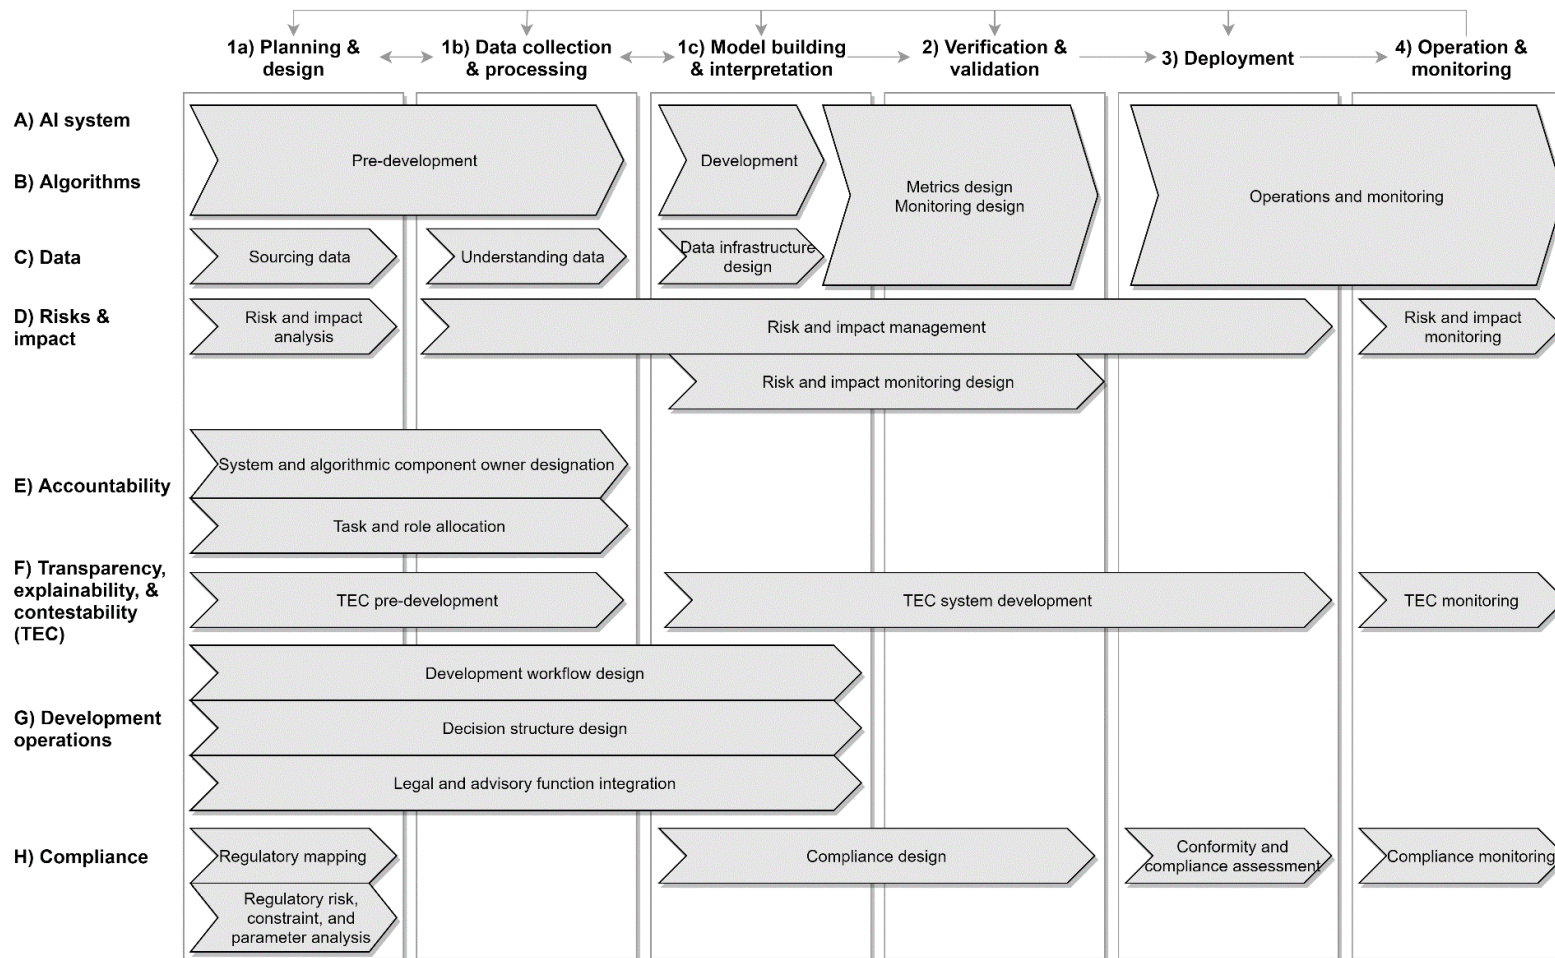 1a) Planning &
design
1b) Data collection
& processing
1c) Model building
& interpretation
2) Verification &
validation
3) Deployment
4) Operation &
monitoring
A) AI system
B) Algorithms
Pre-development
Development
Metrics design
Monitoring design
Operations and monitoring
C) Data
Sourcing data
Understanding data
Data infrastructure
design
D) Risks &
impact
Risk and impact
analysis
Risk and impact management
Risk and impact
monitoring
Risk and impact monitoring design
E) Accountability
System and algorithmic component owner designation
Task and role allocation
F) Transparency,
explainability, &
contestability
(TEC)
TEC pre-development
TEC system development
TEC monitoring
G) Development
operations
Development workflow design
Decision structure design
Legal and advisory function integration
H) Compliance
Regulatory mapping
Compliance design
Conformity and
compliance assessment
Compliance monitoring
Regulatory risk,
constraint, and
parameter analysis